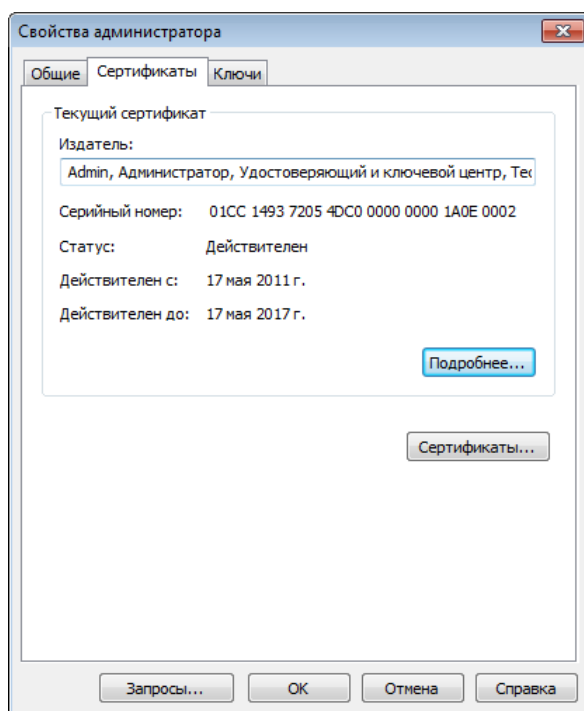 Свойства администратора
Общие Сертификаты Ключи
Текущий сертификат
Издатель:
Admin, Администратор, Удостоверяющий и ключевой центр, Тес
Серийный номер: 01CC 1493 7205 4DC0 0000 0000 1A0E 0002
Статус: Действителен
Действителен с: 17 мая 2011 г.
Действителен до: 17 мая 2017 г.
Подробнее...
Сертификаты...
Запросы... OK Отмена Справка